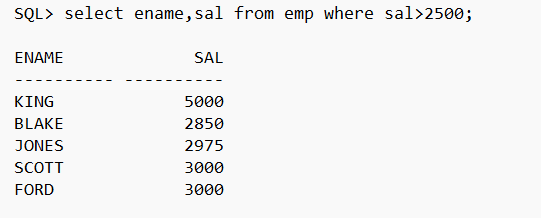 SQL> select ename,sal from emp where sal>2500;
ENAME             SAL
---------- ----------
KING             5000
BLAKE            2850
JONES            2975
SCOTT            3000
FORD             3000